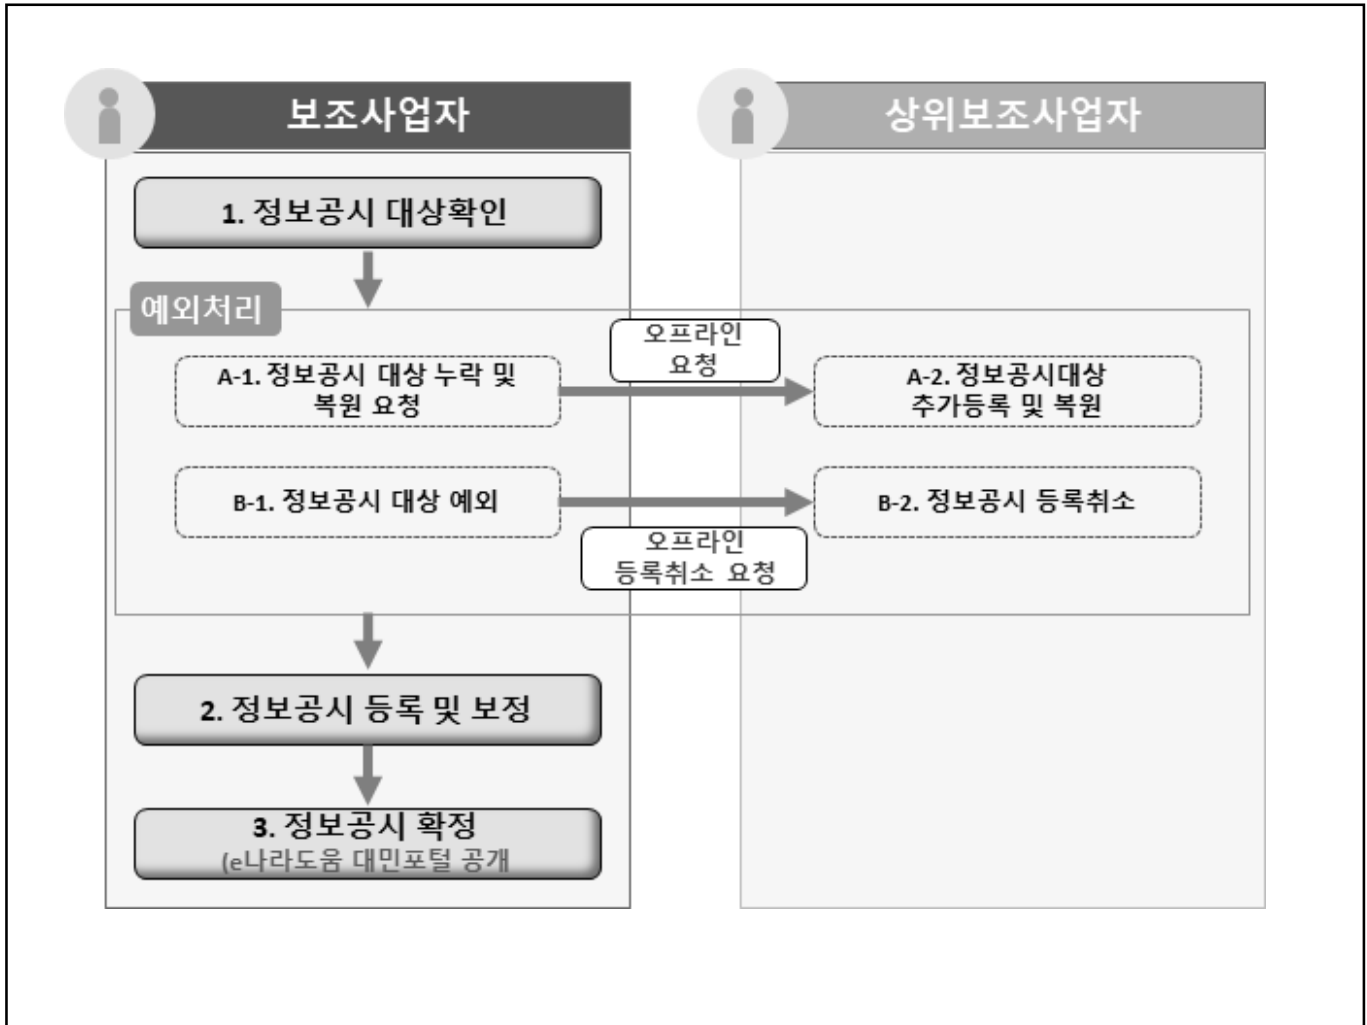 보조사업자
상위보조사업자
1. 정보공시 대상확인
예외처리
오프라인
요청
A-1. 정보공시 대상 누락 및
복원 요청
A-2. 정보공시대상
추가등록 및 복원
B-1. 정보공시 대상 예외
B-2. 정보공시 등록취소
오프라인
등록취소 요청
2. 정보공시 등록 및 보정
3. 정보공시 확정
(e나라도움 대민포털 공개